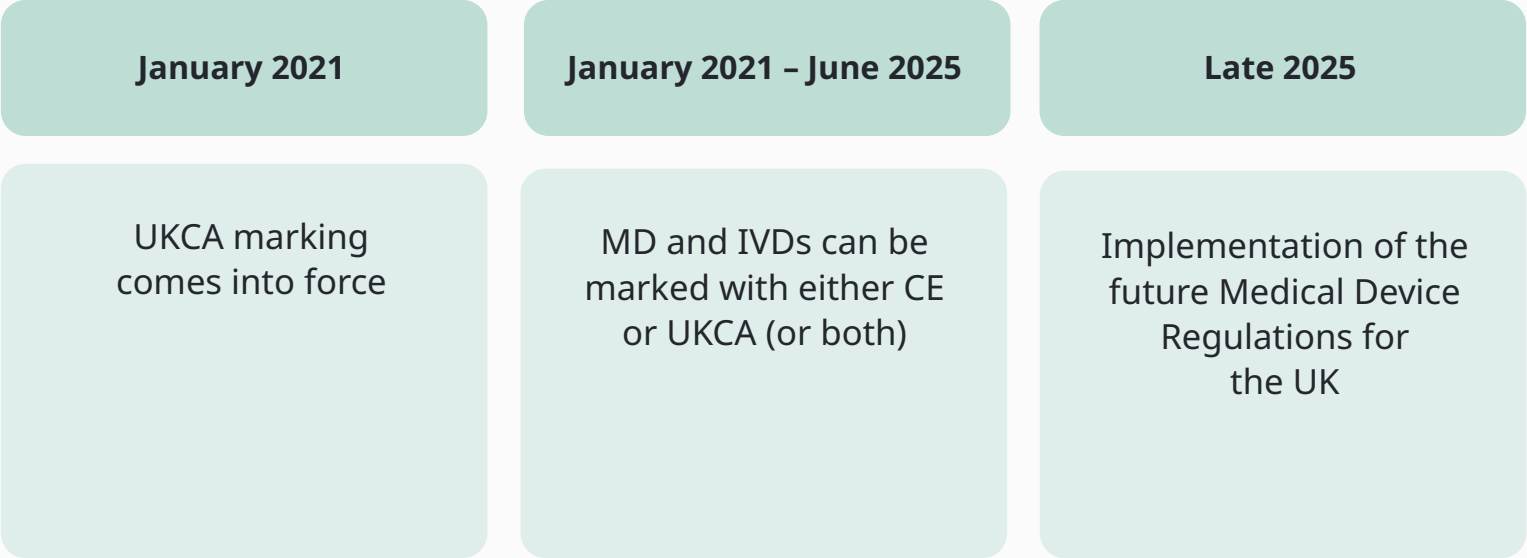 January 2021
January 2021 – June 2025
Late 2025
UKCA marking
comes into force
MD and IVDs can be
marked with either CE
or UKCA (or both)
Implementation of the
future Medical Device
Regulations for
the UK